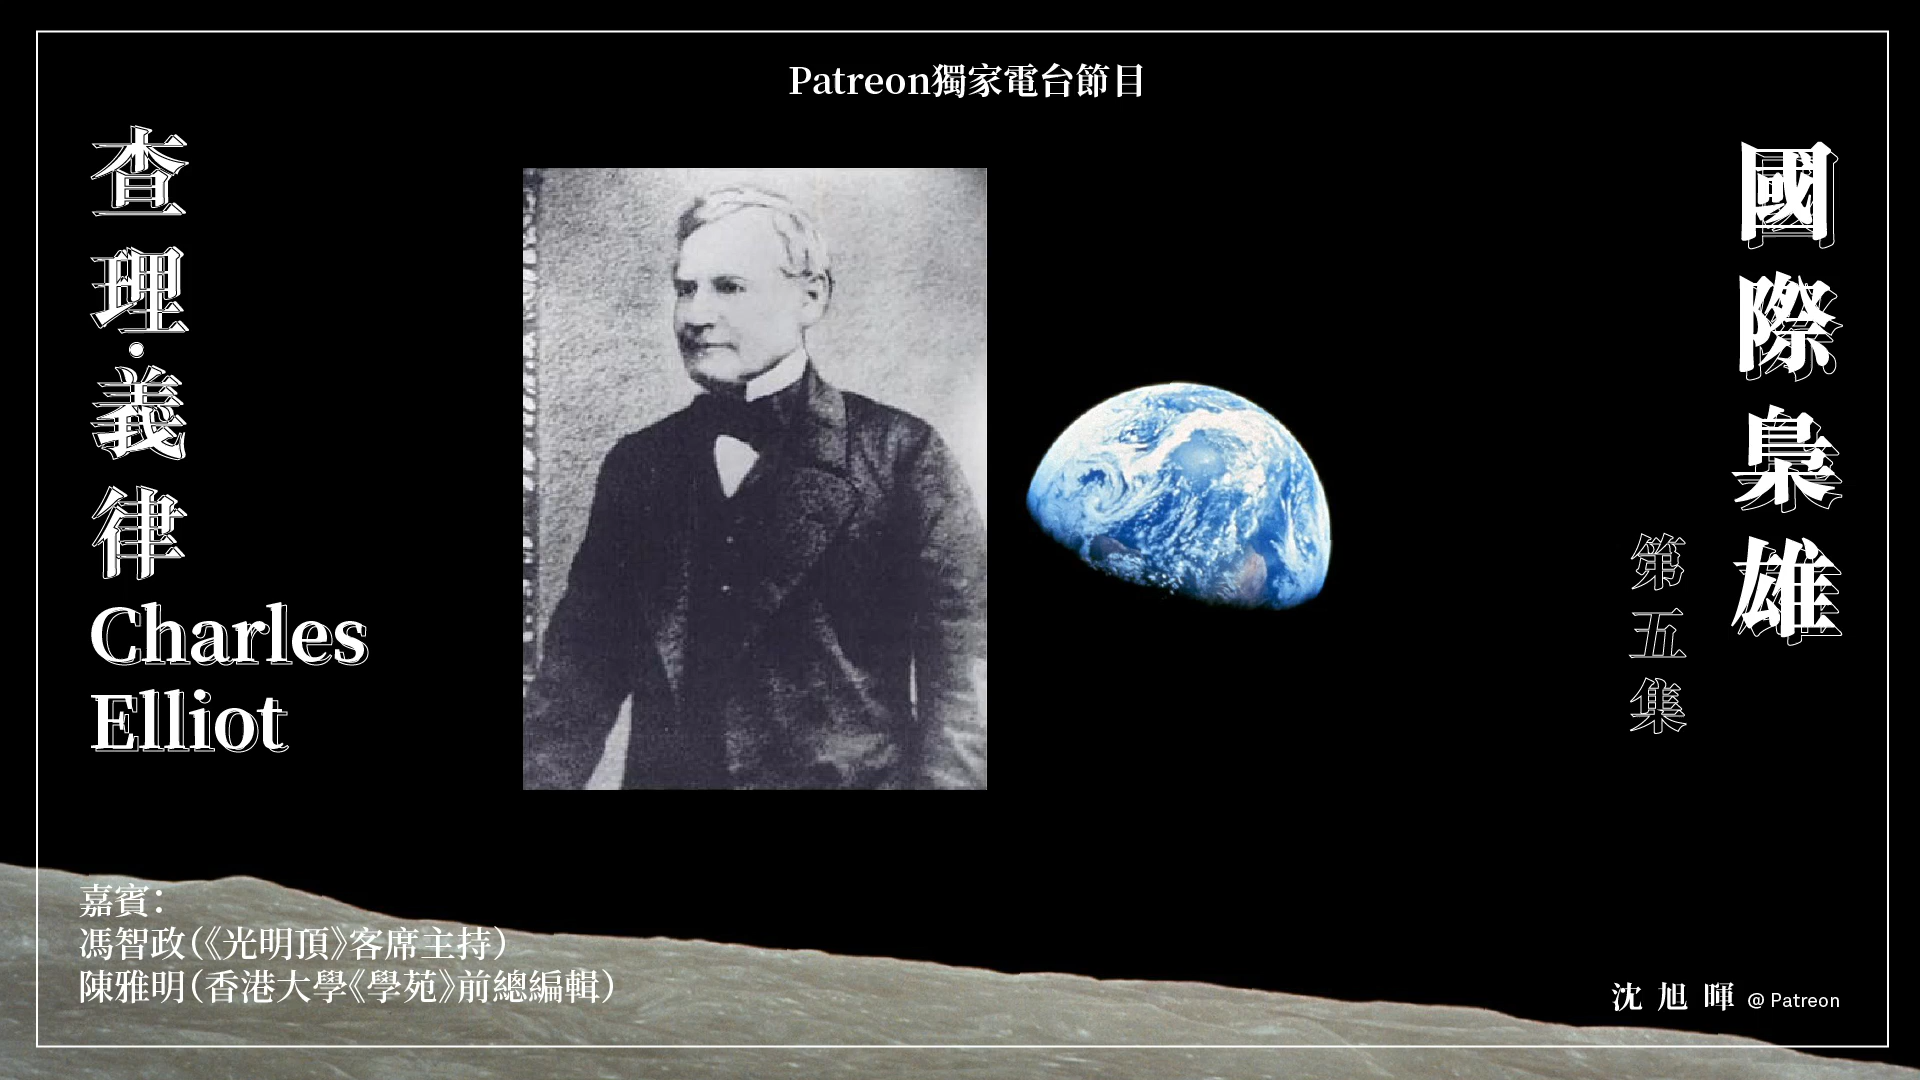 Patreon獨家電台節目
國際梟雄
第五集
查理·義律
Charles
Elliot
嘉賓：
馮智政（《光明頂》客席主持）
陳雅明（香港大學《學苑》前總編輯）
沈旭暉 @ Patreon